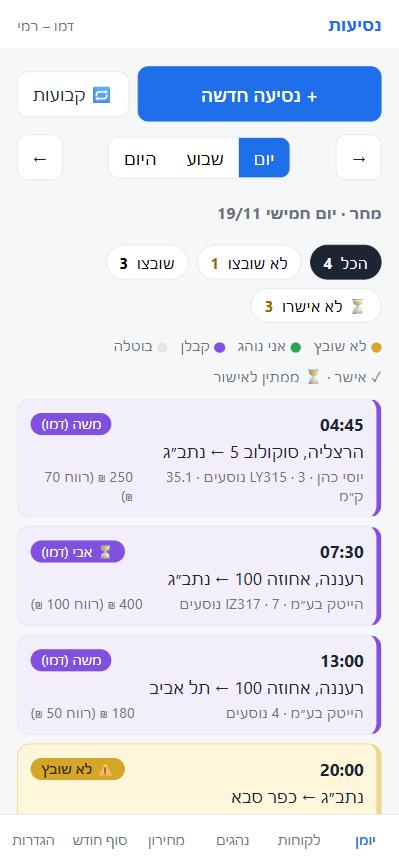 נסיעות
דמו – רמי
+ נסיעה חדשה
🔁 קבועות
→
יום
שבוע
היום
←
מחר · יום חמישי 19/11
הכל 4
לא שובצו 1
שובצו 3
⏳ לא אישרו 3
לא שובץ
אני נוהג
קבלן
בוטלה
✓ אישר · ⏳ ממתין לאישור
04:45
משה (דמו)
הרצליה, סוקולוב 5 ← נתב״ג
יוסי כהן · LY315 · 3 נוסעים · 35.1
ק״מ
250 ₪ (רווח 70
₪)
07:30
⏳ אבי (דמו)
רעננה, אחוזה 100 ← נתב״ג
הייטק בע״מ · IZ317 · 7 נוסעים
400 ₪ (רווח 100 ₪)
13:00
משה (דמו)
רעננה, אחוזה 100 ← תל אביב
הייטק בע״מ · 4 נוסעים
180 ₪ (רווח 50 ₪)
20:00
⚠️ לא שובץ
נתב״ג ← כפר סבא
יומן
לקוחות
נהגים
מחירון
סוף חודש
הגדרות